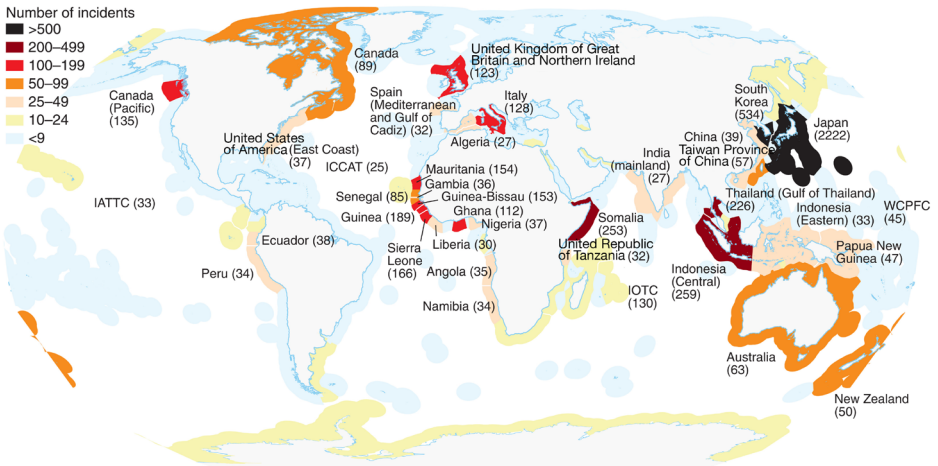 Number of incidents
>500
200–499
100–199
50–99
25–49
10–24
<9
Canada
(89)
United Kingdom of Great
Britain and Northern Ireland
(123)
Canada
(Pacific)
(135)
Spain
(Mediterranean
and Gulf of
Cadiz) (32)
Italy
(128)
South
Korea
(534)
Japan
(2222)
United States
of America (East Coast)
(37)
Algeria (27)
China (39)
Taiwan Province
of China (57)
India
(mainland)
(27)
ICCAT (25)
Mauritania (154)
Gambia (36)
Senegal (85)
Guinea-Bissau (153)
Guinea (189)
Ghana (112)
Nigeria (37)
Thailand (Gulf of Thailand)
(226)
Indonesia
(Eastern) (33)
WCPFC
(45)
IATTC (33)
Somalia
(253)
Ecuador (38)
Liberia (30)
Sierra
Leone
(166)
United Republic
of Tanzania (32)
Papua New
Guinea (47)
Peru (34)
Angola (35)
Indonesia
(Central)
(259)
IOTC
(130)
Namibia (34)
Australia
(63)
New Zealand
(50)